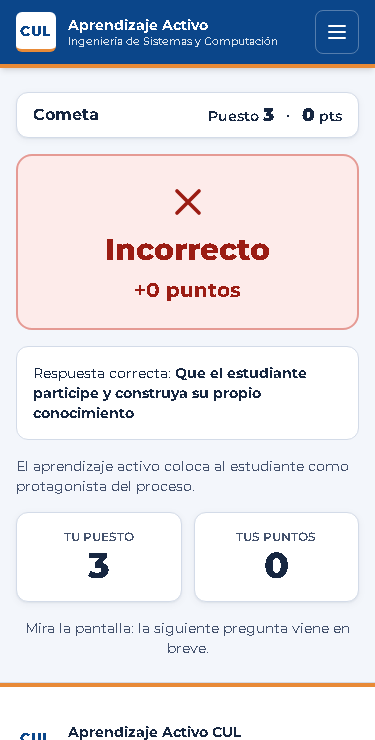 CUL
Aprendizaje Activo
Ingeniería de Sistemas y Computación
Cometa
Puesto 3 · 0 pts
Incorrecto
+0 puntos
Respuesta correcta: Que el estudiante
participe y construya su propio
conocimiento
El aprendizaje activo coloca al estudiante como
protagonista del proceso.
TU PUESTO
3
TUS PUNTOS
0
Mira la pantalla: la siguiente pregunta viene en
breve.
CUL
Aprendizaje Activo CUL